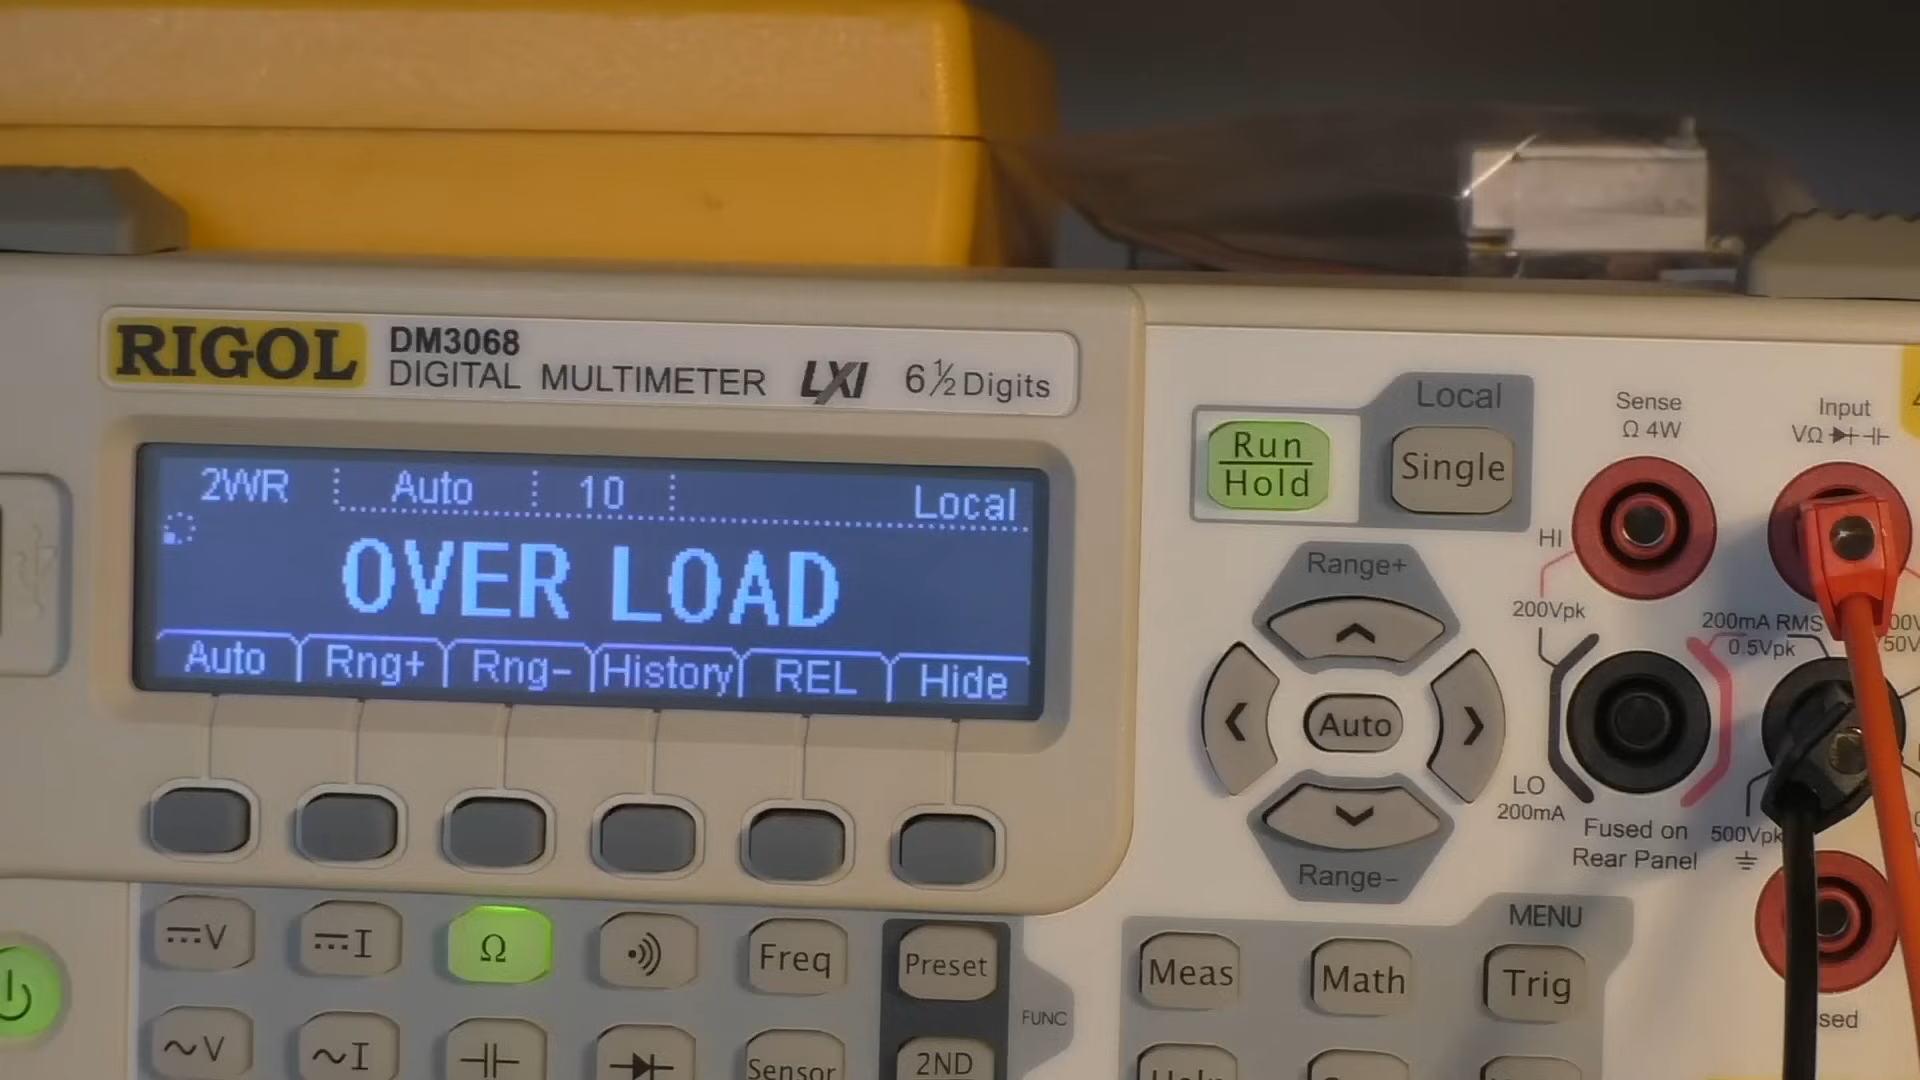 RIGOL
DM3068
DIGITAL MULTIMETER LXI 6½ Digits
2WR Auto 10 Local
OVER LOAD
Auto Rng+ Rng- History REL Hide
Run
Hold
Local
Single
Range+
Auto
Range-
Sense
Ω 4W
Input
VΩ
HI
200Vpk
200mA RMS
0.5Vpk
LO
200mA
Fused on
Rear Panel
500Vpk
V I Ω Freq Preset
~V ~I Sensor 2ND
FUNC
MENU
Meas Math Trig